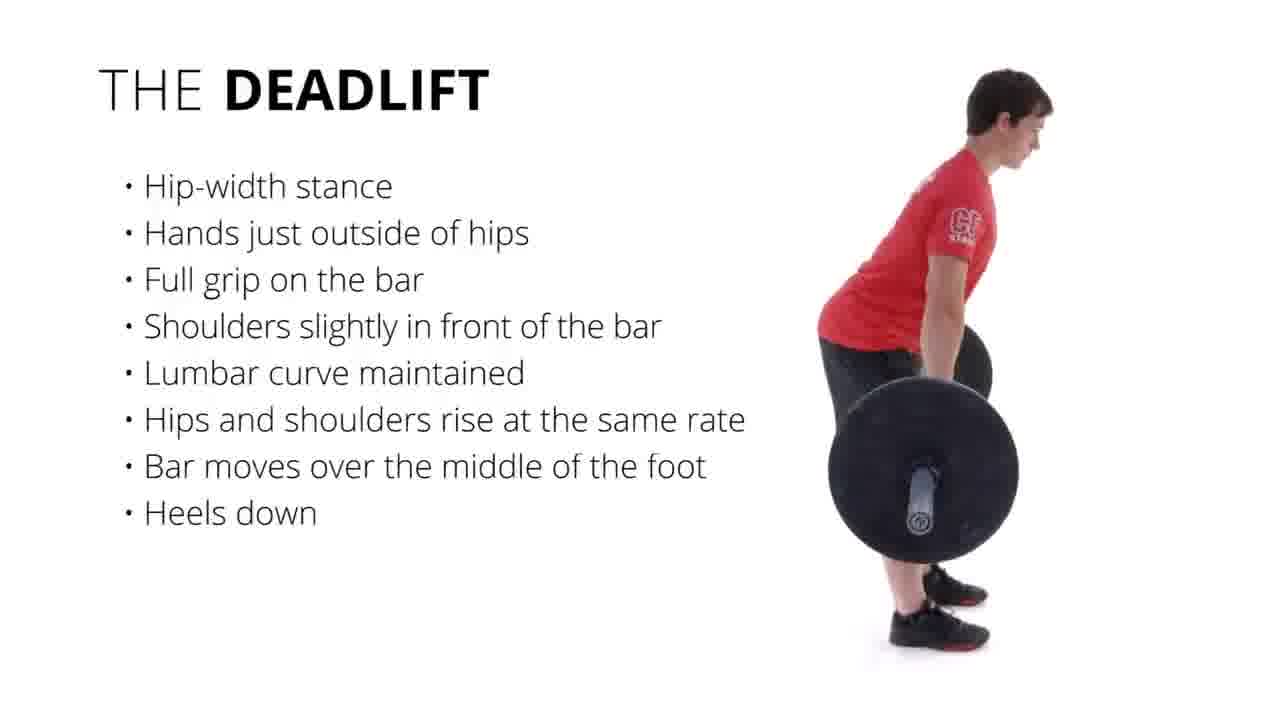 THE DEADLIFT
• Hip-width stance
• Hands just outside of hips
• Full grip on the bar
• Shoulders slightly in front of the bar
• Lumbar curve maintained
• Hips and shoulders rise at the same rate
• Bar moves over the middle of the foot
• Heels down